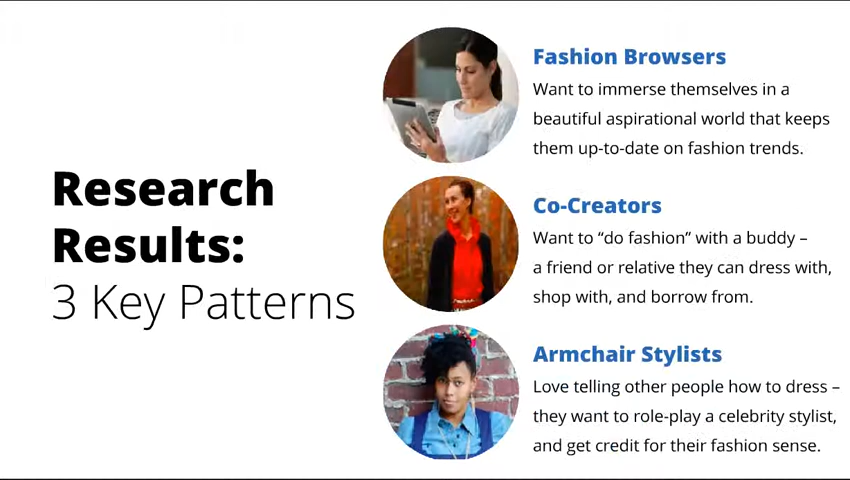 Research
Results:
3 Key Patterns
Fashion Browsers
Want to immerse themselves in a
beautiful aspirational world that keeps
them up-to-date on fashion trends.
Co-Creators
Want to “do fashion” with a buddy –
a friend or relative they can dress with,
shop with, and borrow from.
Armchair Stylists
Love telling other people how to dress –
they want to role-play a celebrity stylist,
and get credit for their fashion sense.